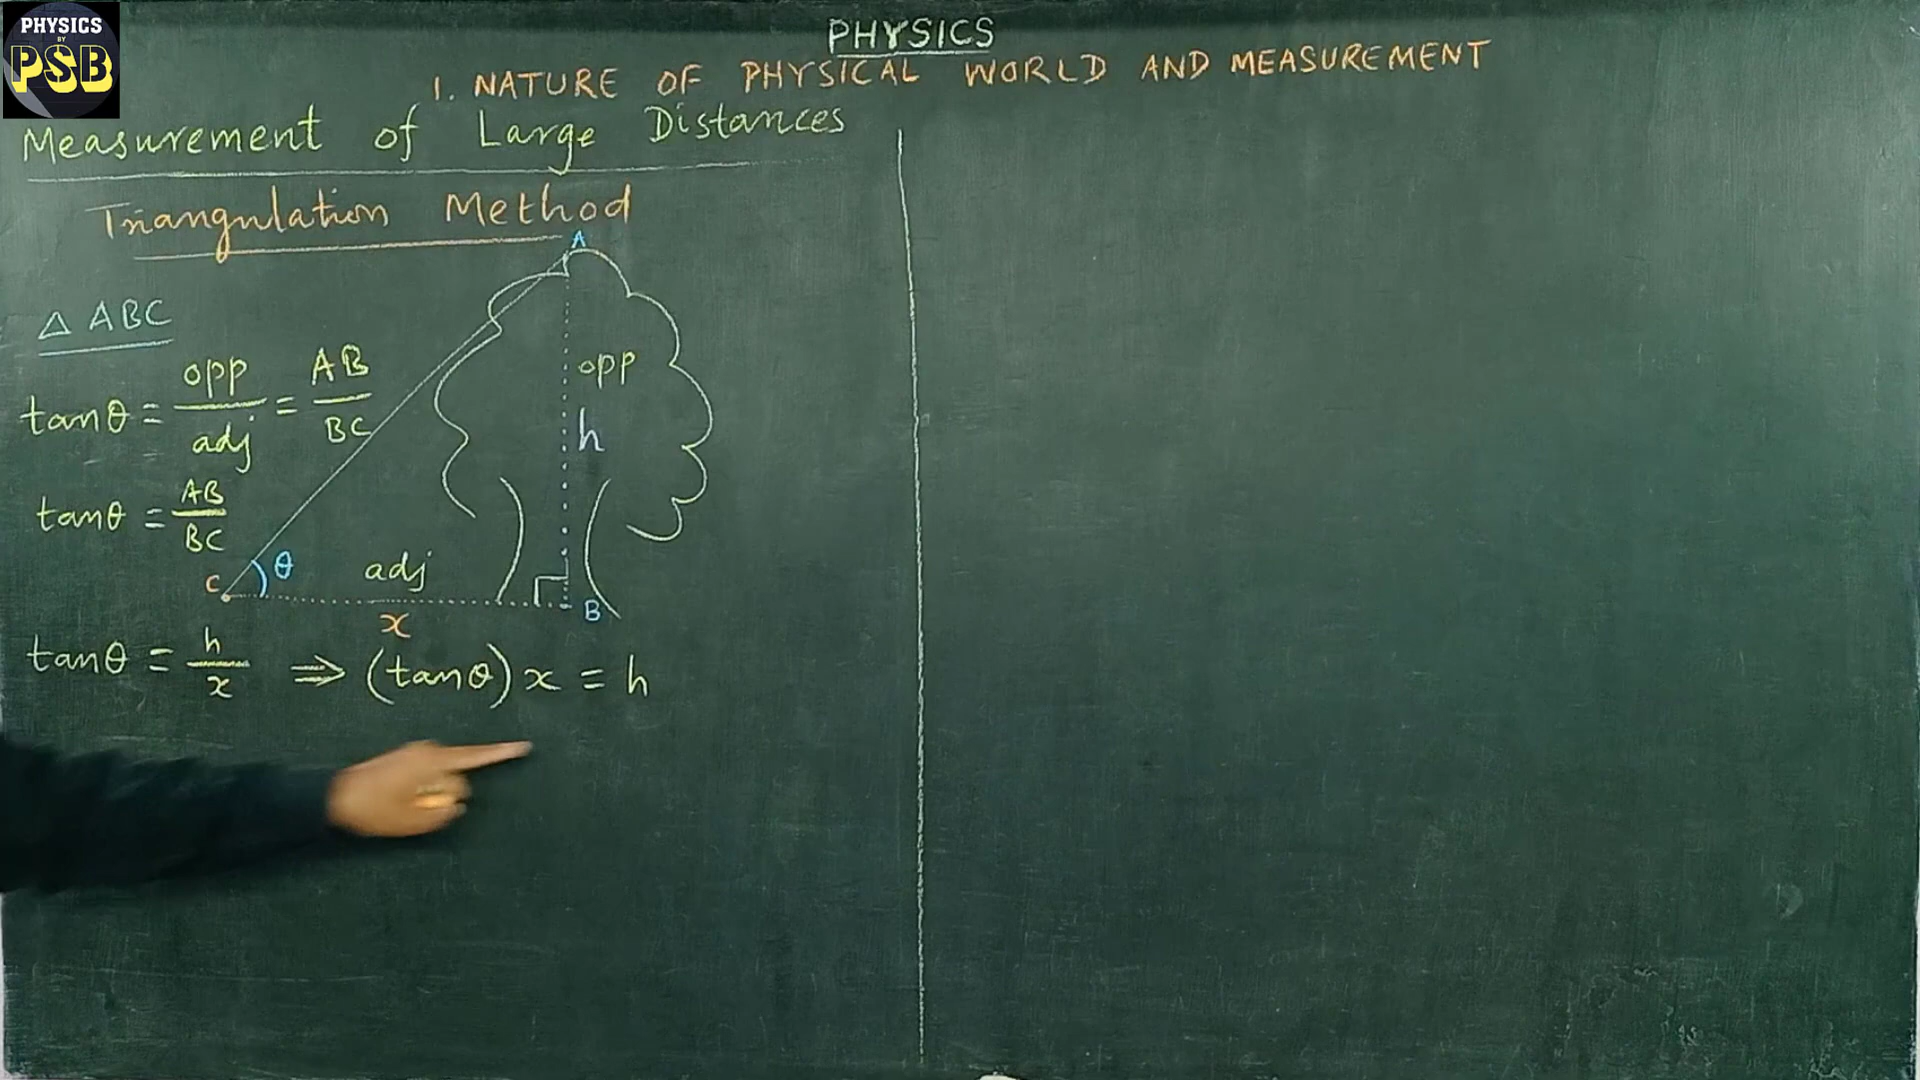 PHYSICS
BY
PSB
PHYSICS
1. NATURE OF PHYSICAL WORLD AND MEASUREMENT
Measurement of Large Distances
Triangulation Method
A
△ ABC
tanθ = opp/adj = AB/BC
opp
h
tanθ = AB/BC
C
θ
adj
B
x
tanθ = h/x ⇒ (tanθ) x = h